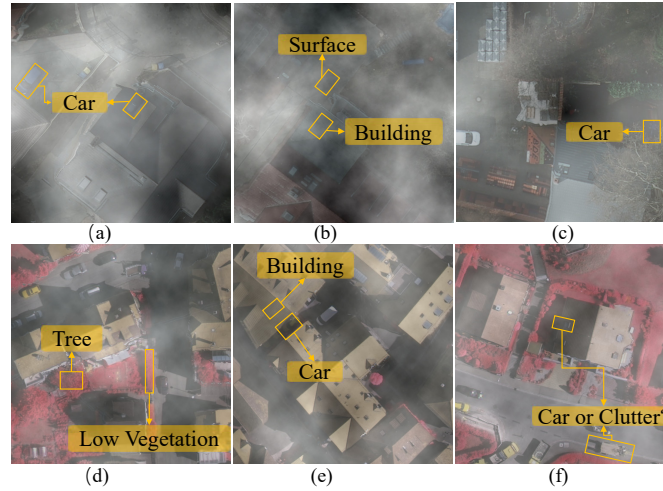 Surface
Car
Building
Car
(a)
(b)
(c)
Building
Tree
Car
Low Vegetation
Car or Clutter
(d)
(e)
(f)